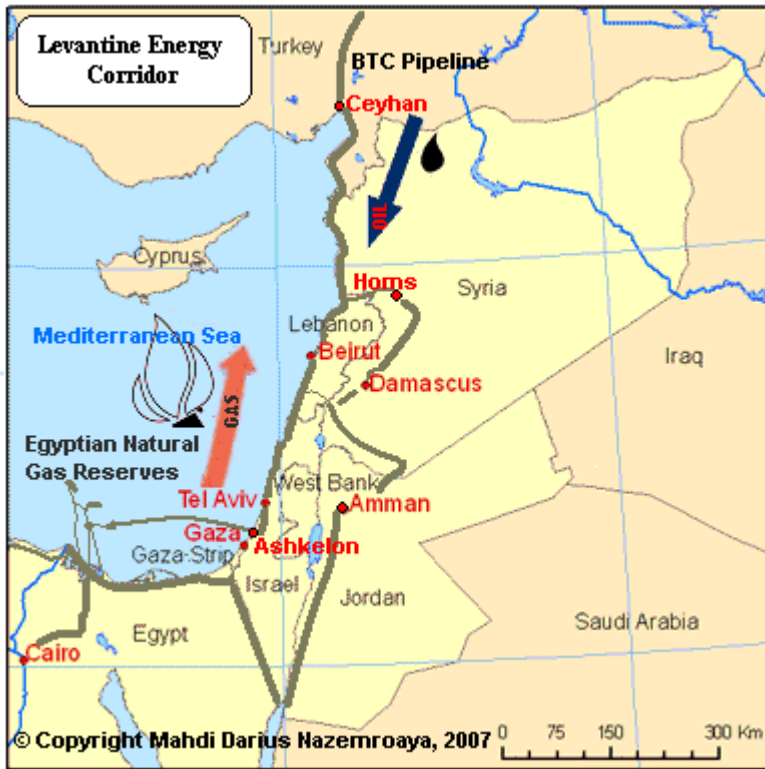 Levantine Energy
Corridor
Turkey
BTC Pipeline
Ceyhan
OIL
Cyprus
Homs
Syria
Lebanon
Mediterranean Sea
Beirut
Iraq
Damascus
GAS
Egyptian Natural
Gas Reserves
West Bank
Tel Aviv
Amman
Gaza
Ashkelon
Gaza-Strip
Israel
Jordan
Saudi Arabia
Egypt
Cairo
© Copyright Mahdi Darius Nazemroaya, 2007
0 75 150 300 Km